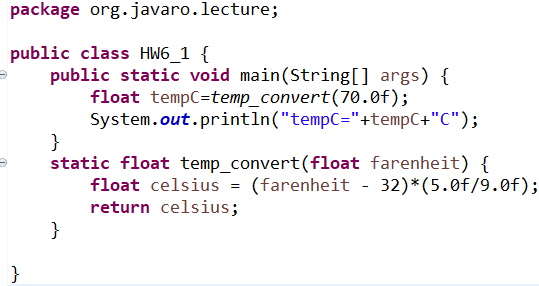 package org.javaro.lecture;
public class HW6_1 {
public static void main(String[] args) {
float tempC=temp_convert(70.0f);
System.out.println("tempC="+tempC+"C");
}
static float temp_convert(float farenheit) {
float celsius = (farenheit - 32)*(5.0f/9.0f);
return celsius;
}
}